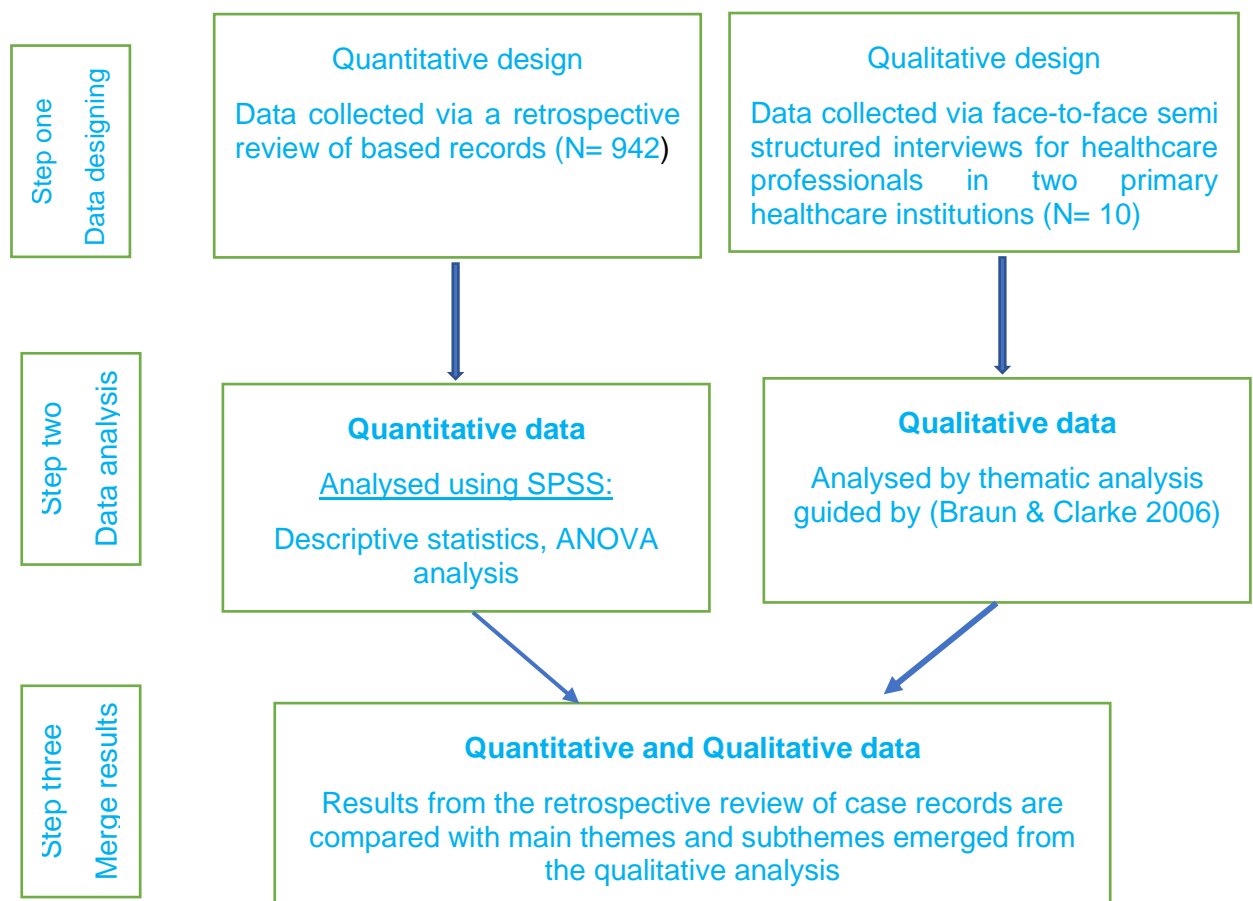 Step one
Data designing
Quantitative design
Data collected via a retrospective
review of based records (N= 942)
Qualitative design
Data collected via face-to-face semi
structured interviews for healthcare
professionals in two primary
healthcare institutions (N= 10)
Step two
Data analysis
Quantitative data
Analysed using SPSS:
Descriptive statistics, ANOVA
analysis
Qualitative data
Analysed by thematic analysis
guided by (Braun & Clarke 2006)
Step three
Merge results
Quantitative and Qualitative data
Results from the retrospective review of case records are
compared with main themes and subthemes emerged from
the qualitative analysis